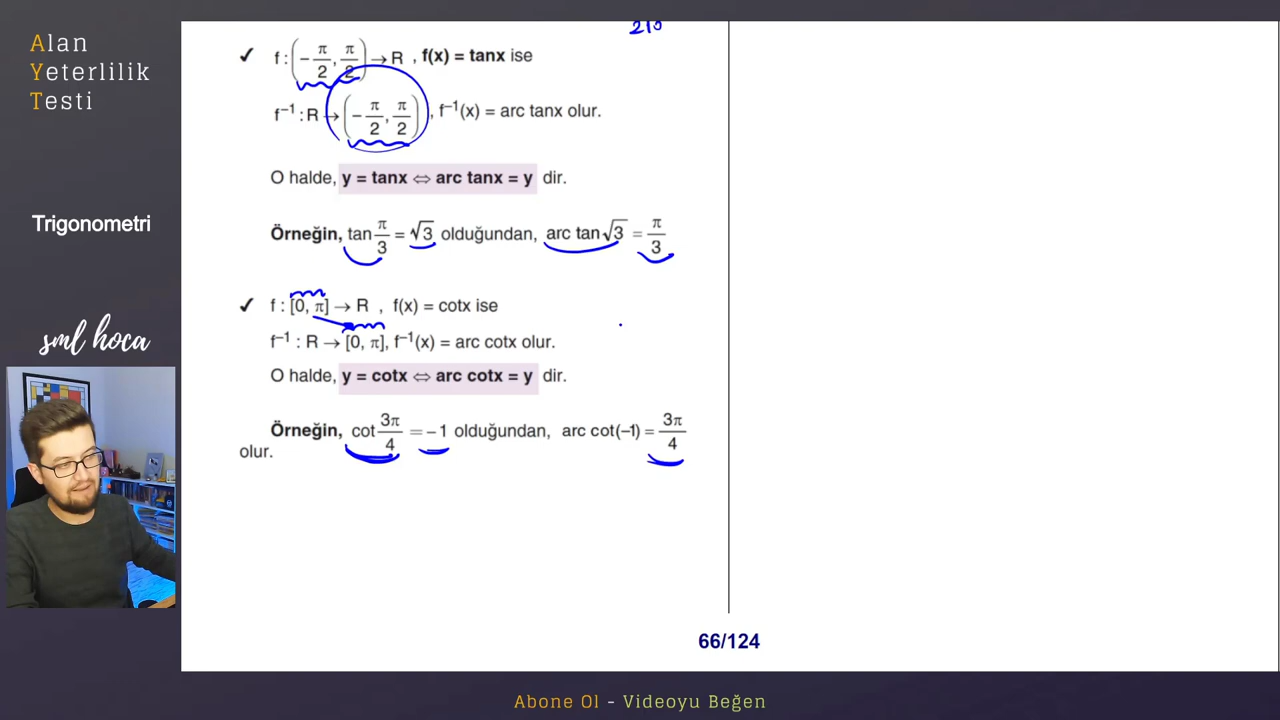 Alan
Yeterlilik
Testi
Trigonometri
sml hoca
210
✓ f : (−π/2, π/2) → R , f(x) = tanx ise
f⁻¹ : R → (−π/2, π/2), f⁻¹(x) = arc tanx olur.
O halde, y = tanx ⇔ arc tanx = y dir.
Örneğin, tan π/3 = √3 olduğundan, arc tan√3 = π/3
✓ f : [0, π] → R , f(x) = cotx ise
f⁻¹ : R → [0, π], f⁻¹(x) = arc cotx olur.
O halde, y = cotx ⇔ arc cotx = y dir.
Örneğin, cot 3π/4 = −1 olduğundan, arc cot(−1) = 3π/4
olur.
66/124
Abone Ol - Videoyu Beğen